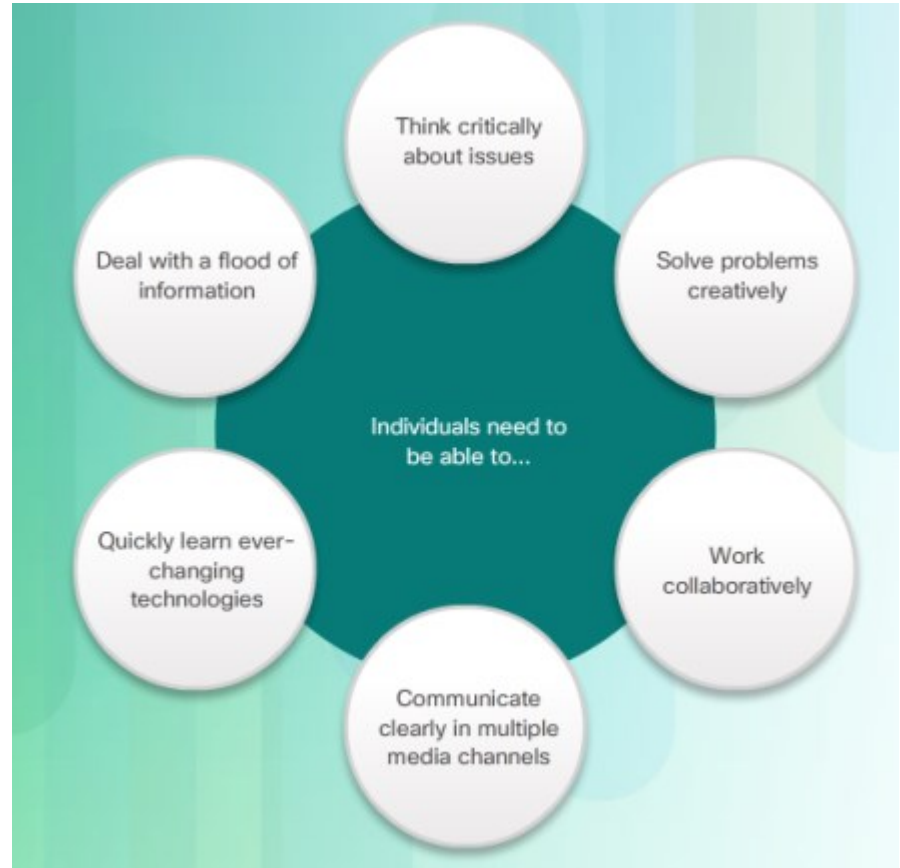 Think critically
about issues
Solve problems
creatively
Work
collaboratively
Communicate
clearly in multiple
media channels
Quickly learn ever-
changing
technologies
Deal with a flood of
information
Individuals need to
be able to...